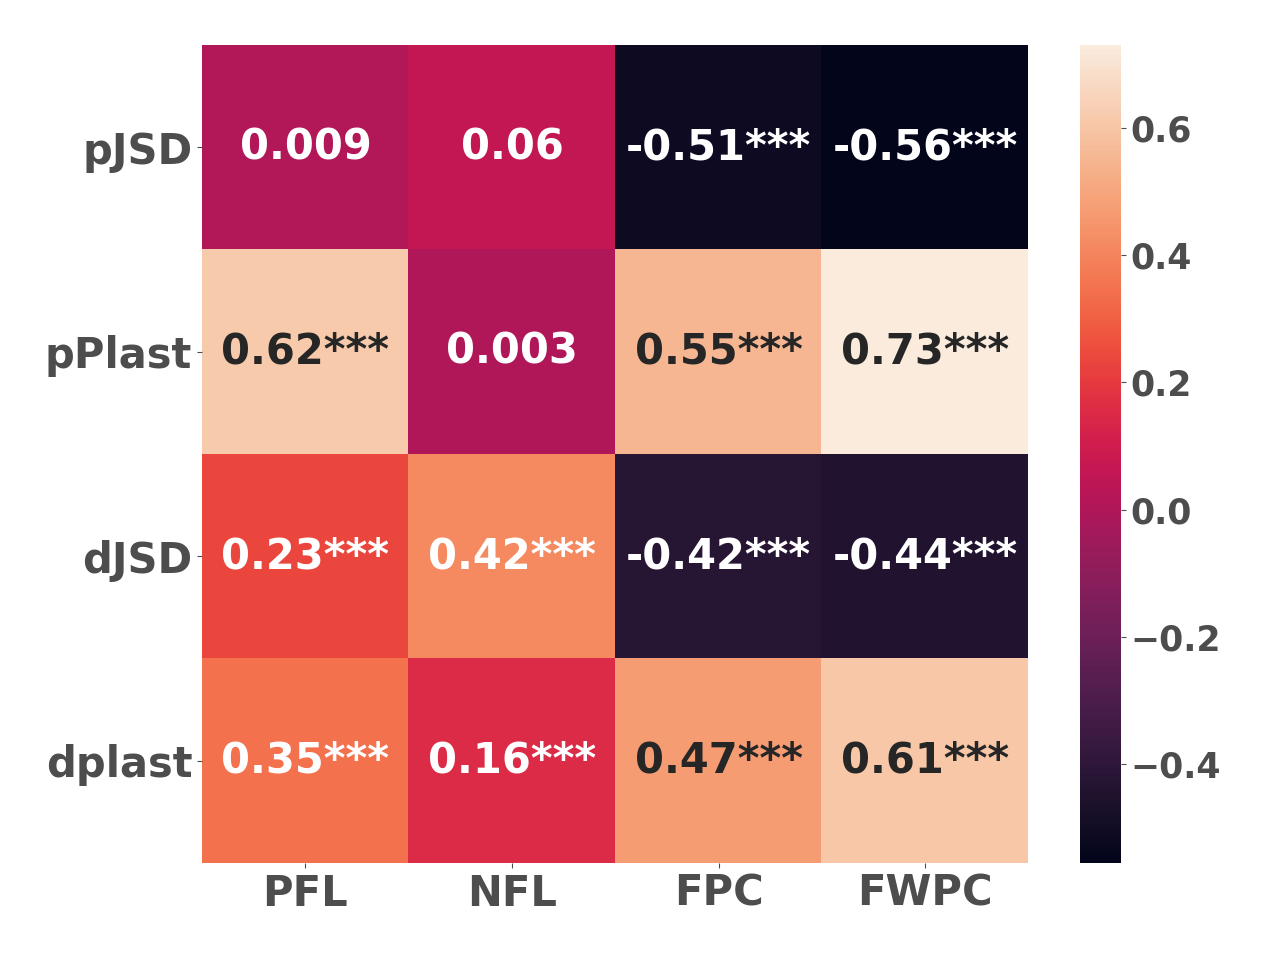 pJSD 0.009 0.06 -0.51*** -0.56***
pPlast 0.62*** 0.003 0.55*** 0.73***
dJSD 0.23*** 0.42*** -0.42*** -0.44***
dplast 0.35*** 0.16*** 0.47*** 0.61***
PFL NFL FPC FWPC
0.6
0.4
0.2
0.0
−0.2
−0.4